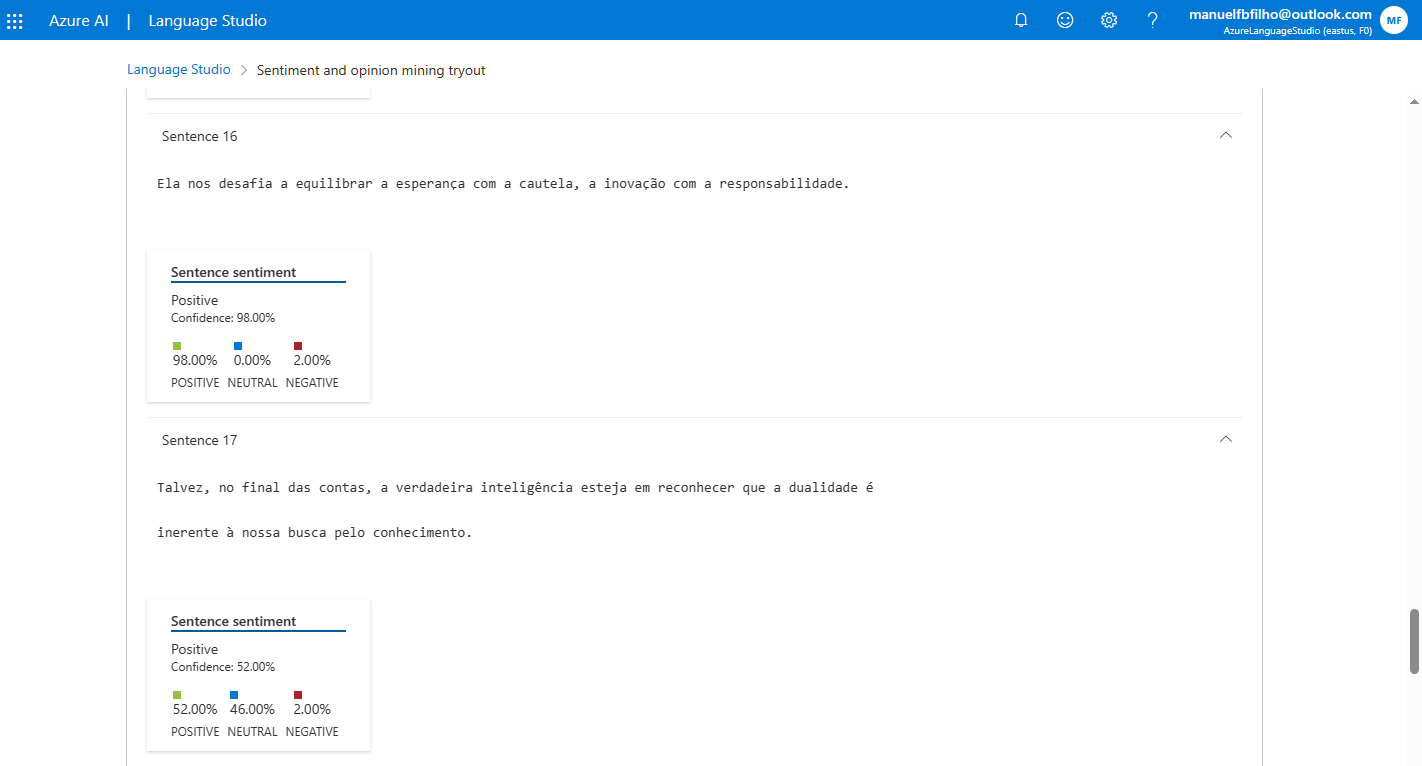 Azure AI | Language Studio
manuelfbfilho@outlook.com
AzureLanguageStudio (eastus, F0)
MF
Language Studio > Sentiment and opinion mining tryout
Sentence 16
Ela nos desafia a equilibrar a esperança com a cautela, a inovação com a responsabilidade.
Sentence sentiment
Positive
Confidence: 98.00%
98.00% 0.00% 2.00%
POSITIVE NEUTRAL NEGATIVE
Sentence 17
Talvez, no final das contas, a verdadeira inteligência esteja em reconhecer que a dualidade é
inerente à nossa busca pelo conhecimento.
Sentence sentiment
Positive
Confidence: 52.00%
52.00% 46.00% 2.00%
POSITIVE NEUTRAL NEGATIVE